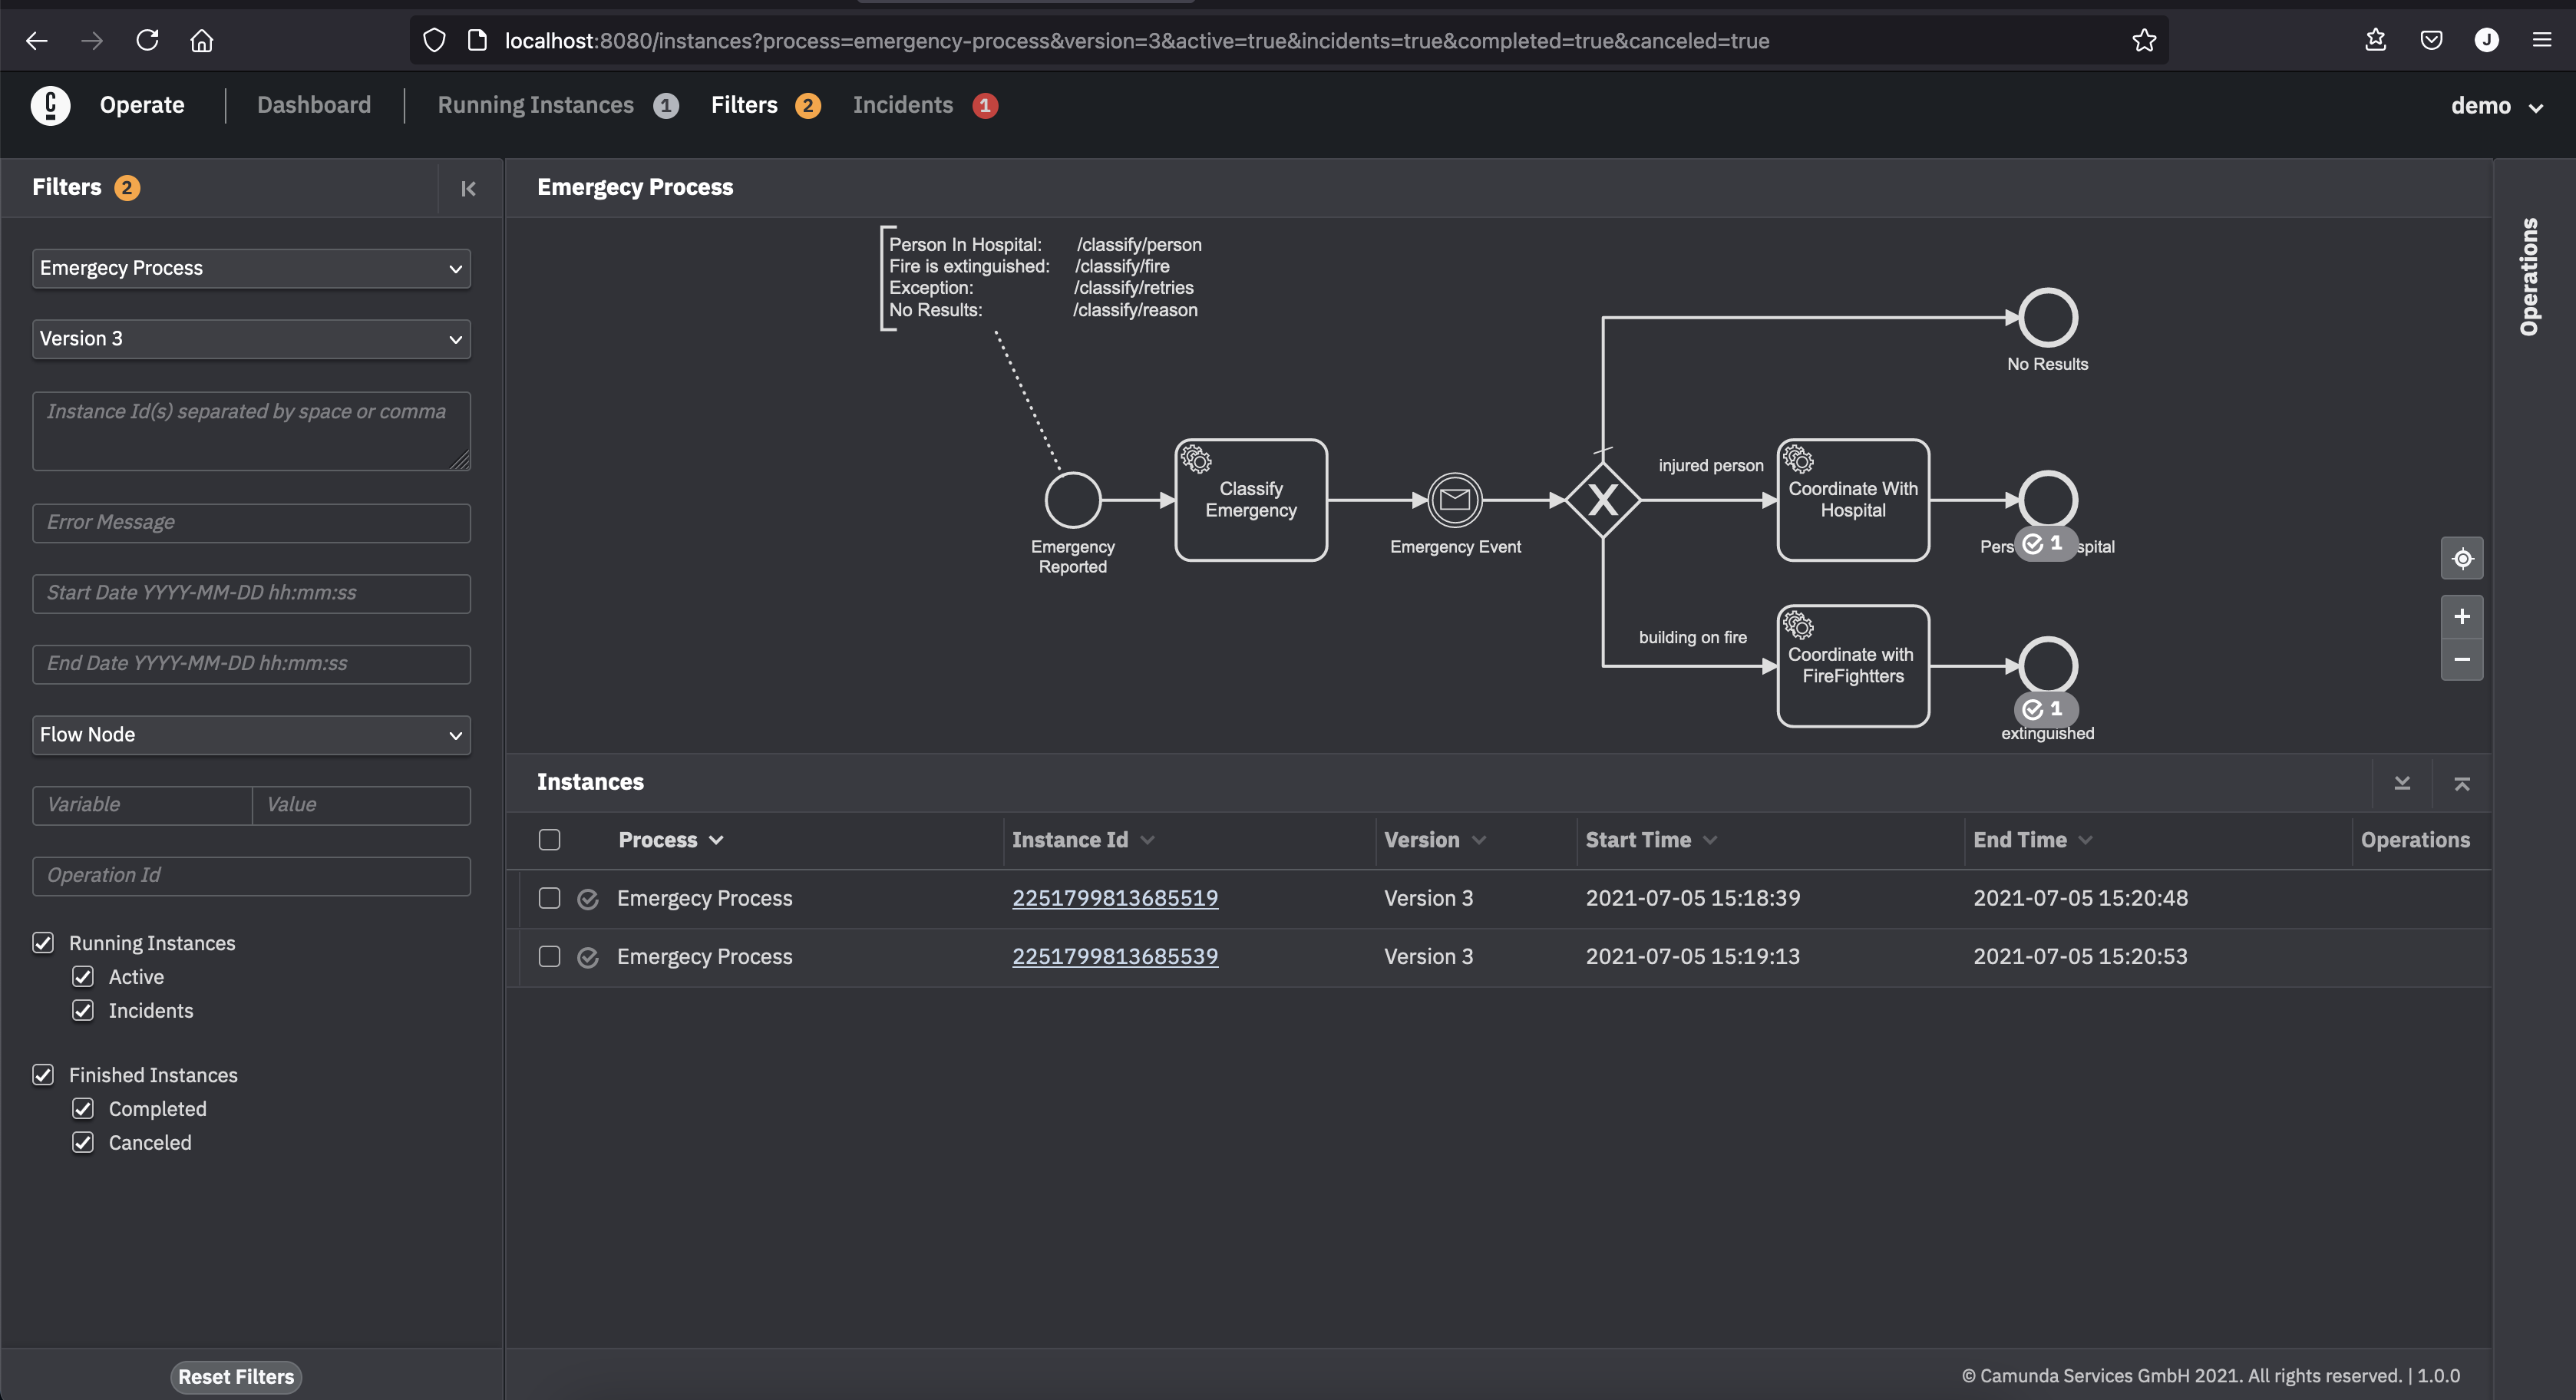 localhost:8080/instances?process=emergency-process&version=3&active=true&incidents=true&completed=true&canceled=true
J
Operate
Dashboard
Running Instances 1
Filters 2
Incidents 1
demo
Filters 2
Emergecy Process
Version 3
Instance Id(s) separated by space or comma
Error Message
Start Date YYYY-MM-DD hh:mm:ss
End Date YYYY-MM-DD hh:mm:ss
Flow Node
Variable Value
Operation Id
Running Instances
Active
Incidents
Finished Instances
Completed
Canceled
Reset Filters
Emergecy Process
Person In Hospital: /classify/person
Fire is extinguished: /classify/fire
Exception: /classify/retries
No Results: /classify/reason
No Results
Emergency
Reported
Classify
Emergency
Emergency Event
X
injured person
Coordinate With
Hospital
1
building on fire
Coordinate with
FireFightters
1
extinguished
Operations
Instances
Process Instance Id Version Start Time End Time Operations
Emergecy Process 2251799813685519 Version 3 2021-07-05 15:18:39 2021-07-05 15:20:48
Emergecy Process 2251799813685539 Version 3 2021-07-05 15:19:13 2021-07-05 15:20:53
© Camunda Services GmbH 2021. All rights reserved. | 1.0.0